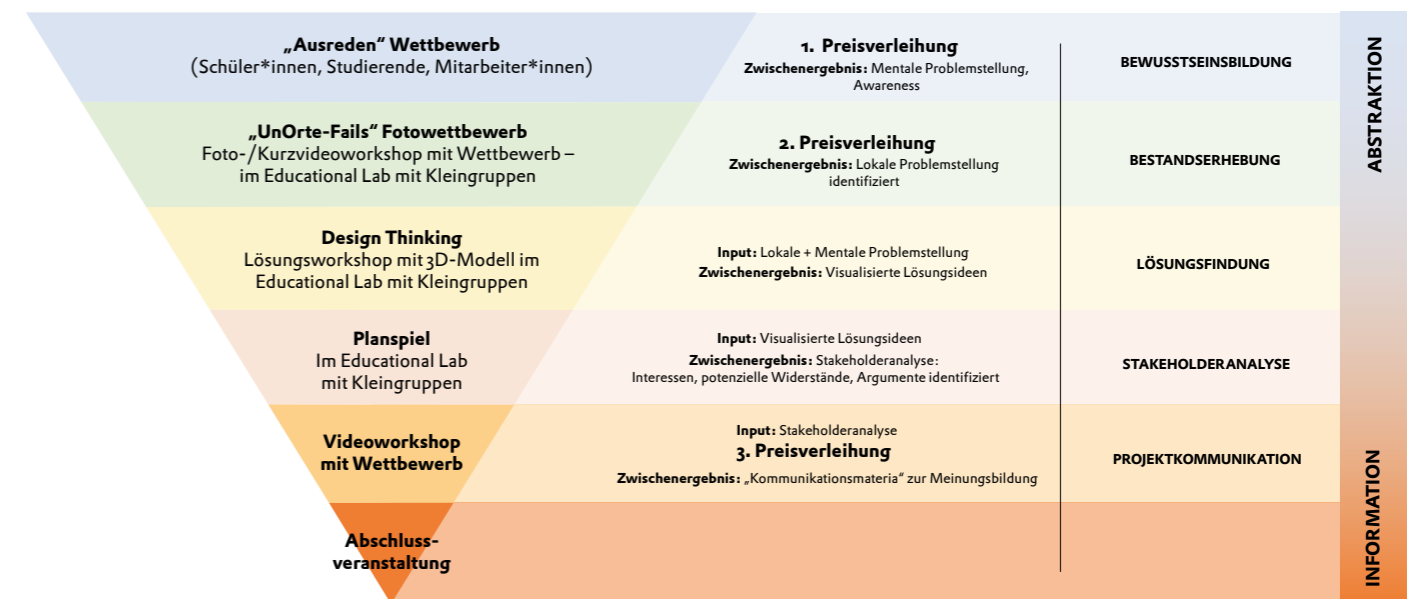 „Ausreden“ Wettbewerb
(Schüler*innen, Studierende, Mitarbeiter*innen)
1. Preisverleihung
Zwischenergebnis: Mentale Problemstellung,
Awareness
BEWUSSTSEINSBILDUNG
„UnOrte-Fails“ Fotowettbewerb
Foto-/Kurzvideoworkshop mit Wettbewerb –
im Educational Lab mit Kleingruppen
2. Preisverleihung
Zwischenergebnis: Lokale Problemstellung
identifiziert
BESTANDSERHEBUNG
Design Thinking
Lösungsworkshop mit 3D-Modell im
Educational Lab mit Kleingruppen
Input: Lokale + Mentale Problemstellung
Zwischenergebnis: Visualisierte Lösungsideen
LÖSUNGSFINDUNG
Planspiel
Im Educational Lab
mit Kleingruppen
Input: Visualisierte Lösungsideen
Zwischenergebnis: Stakeholderanalyse:
Interessen, potenzielle Widerstände, Argumente identifiziert
STAKEHOLDERANALYSE
Videoworkshop
mit Wettbewerb
Input: Stakeholderanalyse
3. Preisverleihung
Zwischenergebnis: „Kommunikationsmateria“ zur Meinungsbildung
PROJEKTKOMMUNIKATION
Abschluss-
veranstaltung
ABSTRAKTION
INFORMATION